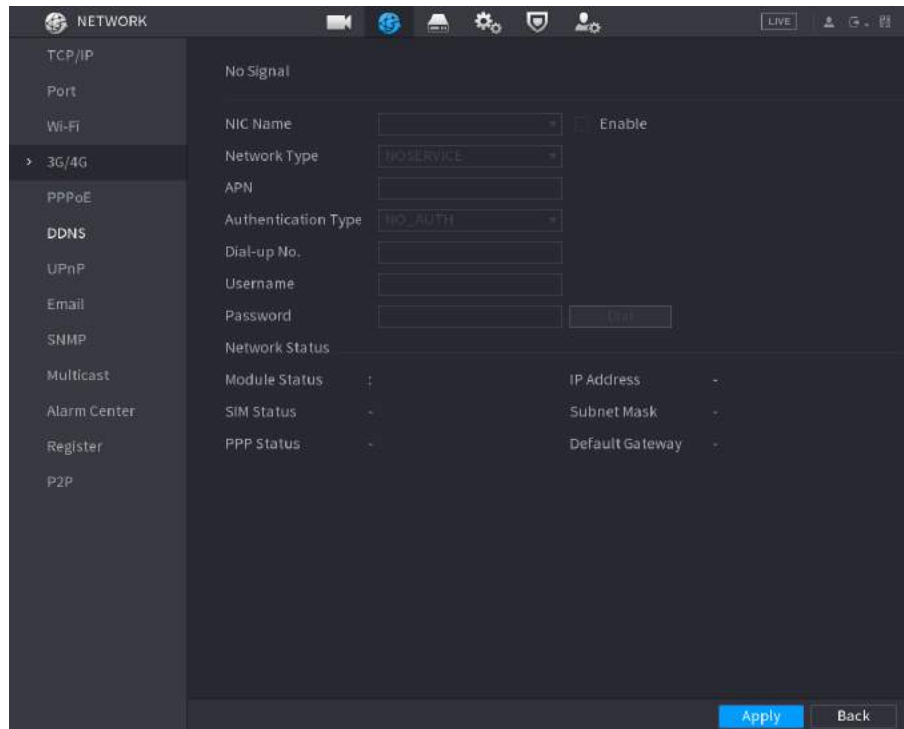 NETWORK
LIVE
TCP/IP
Port
Wi-Fi
3G/4G
PPPoE
DDNS
UPnP
Email
SNMP
Multicast
Alarm Center
Register
P2P
No Signal
NIC Name Enable
Network Type NOSERVICE
APN
Authentication Type NO_AUTH
Dial-up No.
Username
Password Dial
Network Status
Module Status : IP Address -
SIM Status - Subnet Mask -
PPP Status - Default Gateway -
Apply Back